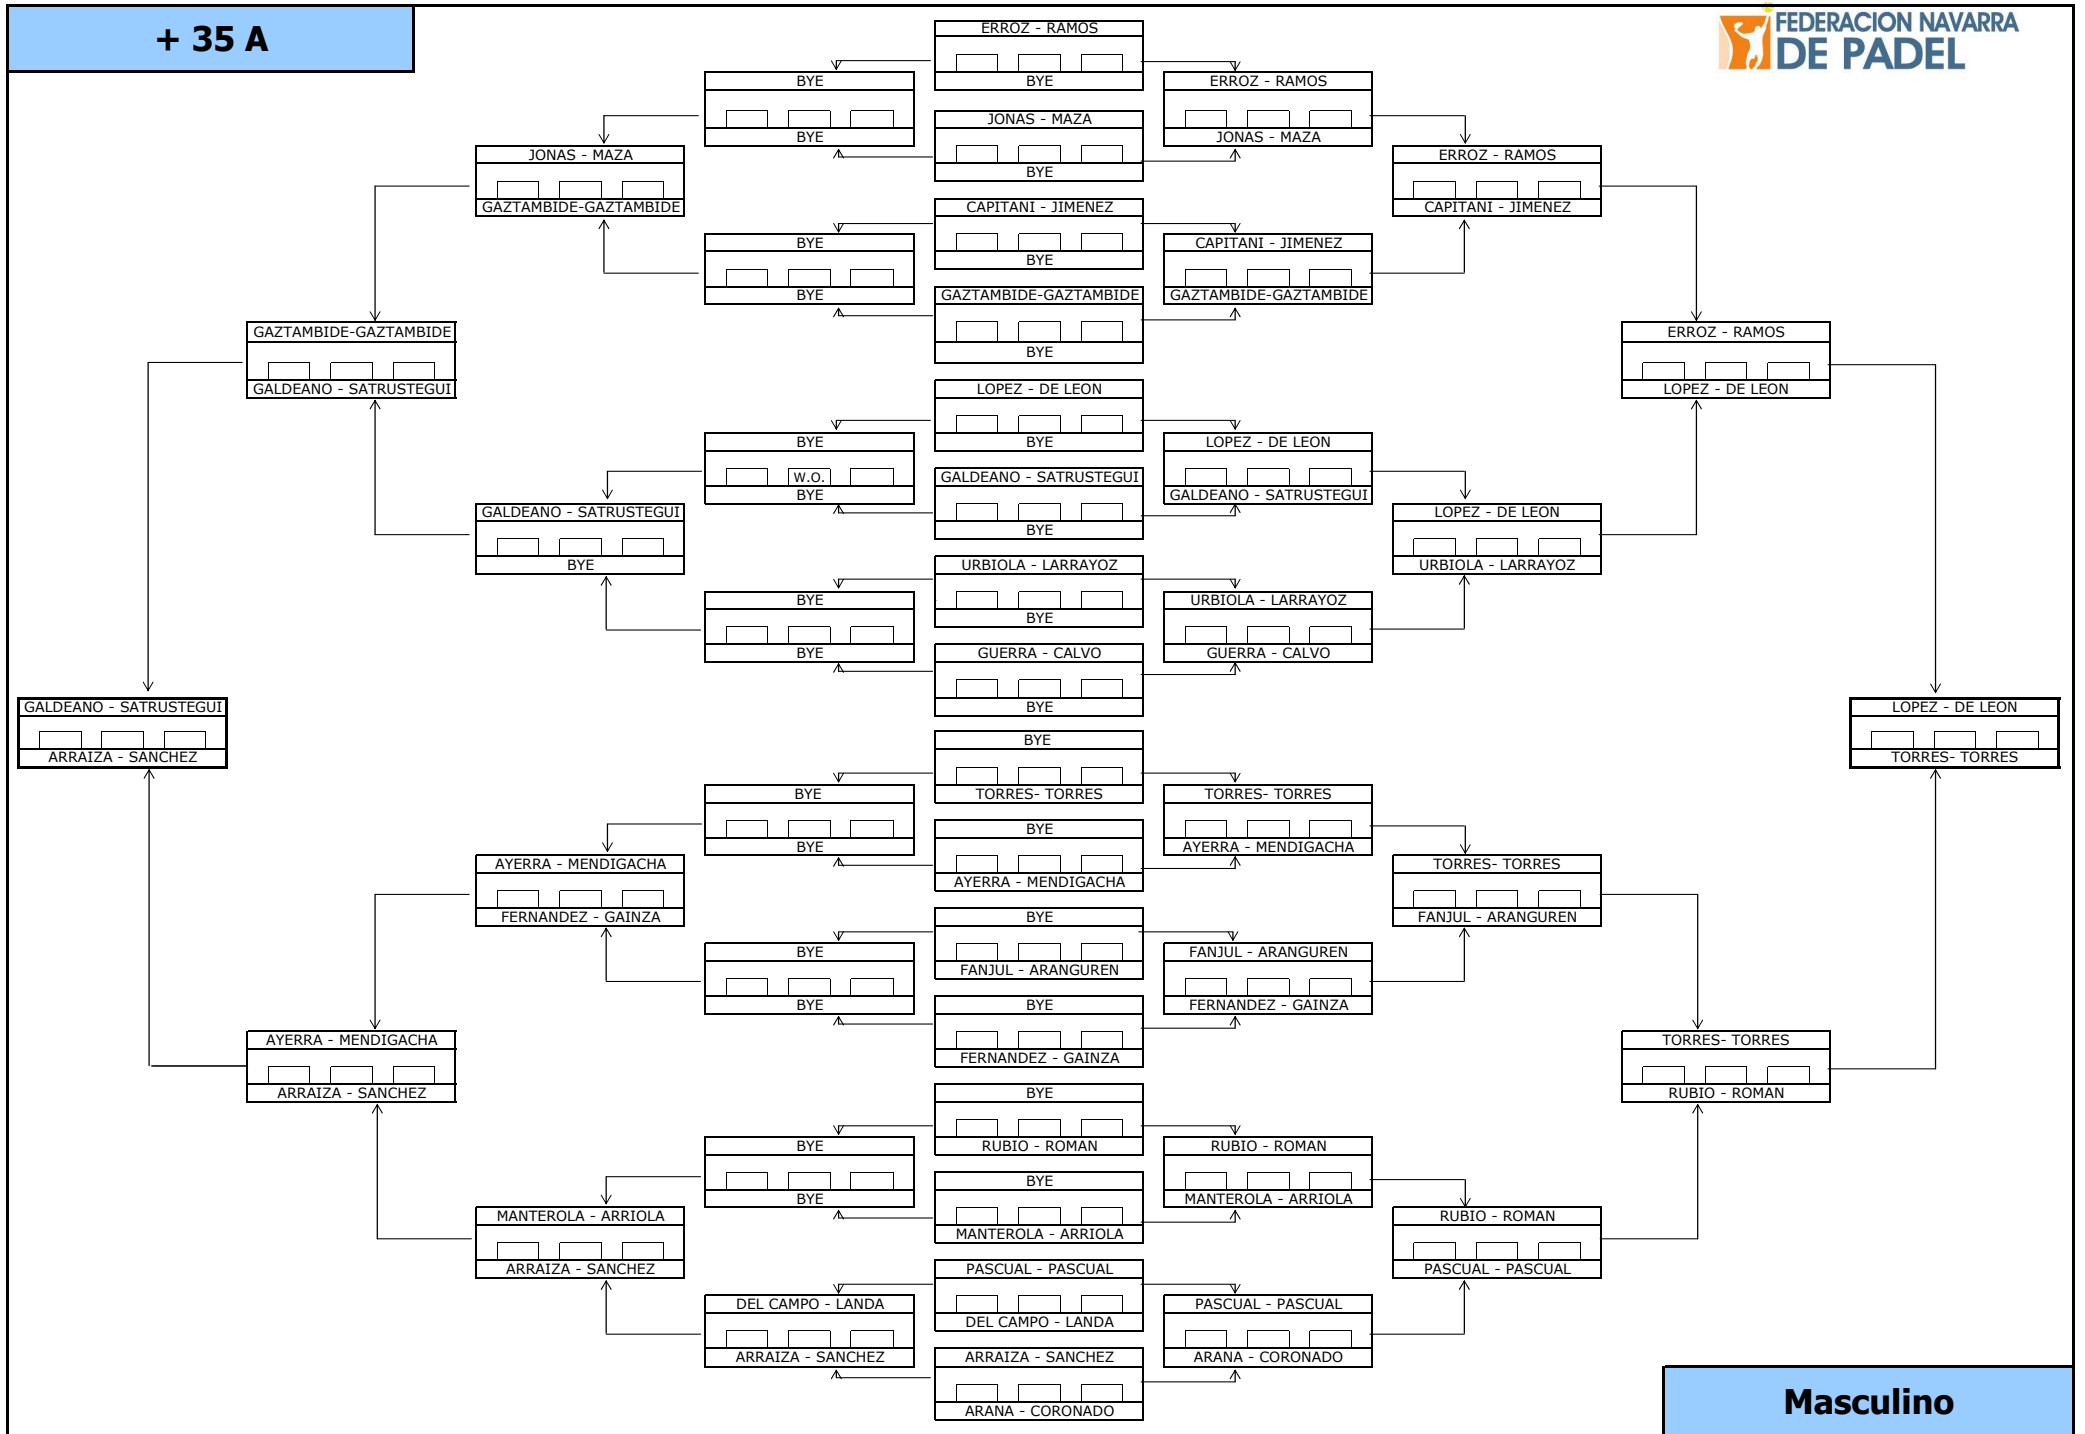 + 35 A
FEDERACION NAVARRA
DE PADEL
GALDEANO - SATRUSTEGUI
ARRAIZA - SANCHEZ
GAZTAMBIDE-GAZTAMBIDE
GALDEANO - SATRUSTEGUI
AYERRA - MENDIGACHA
ARRAIZA - SANCHEZ
JONAS - MAZA
GAZTAMBIDE-GAZTAMBIDE
GALDEANO - SATRUSTEGUI
BYE
AYERRA - MENDIGACHA
FERNANDEZ - GAINZA
MANTEROLA - ARRIOLA
ARRAIZA - SANCHEZ
BYE
BYE
BYE
BYE
BYE
W.O.
BYE
BYE
BYE
BYE
BYE
BYE
BYE
BYE
BYE
DEL CAMPO - LANDA
ARRAIZA - SANCHEZ
ERROZ - RAMOS
BYE
JONAS - MAZA
BYE
CAPITANI - JIMENEZ
BYE
GAZTAMBIDE-GAZTAMBIDE
BYE
LOPEZ - DE LEON
BYE
GALDEANO - SATRUSTEGUI
BYE
URBIOLA - LARRAYOZ
BYE
GUERRA - CALVO
BYE
BYE
TORRES- TORRES
BYE
AYERRA - MENDIGACHA
BYE
FANJUL - ARANGUREN
BYE
FERNANDEZ - GAINZA
BYE
RUBIO - ROMAN
BYE
MANTEROLA - ARRIOLA
PASCUAL - PASCUAL
DEL CAMPO - LANDA
ARRAIZA - SANCHEZ
ARANA - CORONADO
ERROZ - RAMOS
JONAS - MAZA
CAPITANI - JIMENEZ
GAZTAMBIDE-GAZTAMBIDE
LOPEZ - DE LEON
GALDEANO - SATRUSTEGUI
URBIOLA - LARRAYOZ
GUERRA - CALVO
TORRES- TORRES
AYERRA - MENDIGACHA
FANJUL - ARANGUREN
FERNANDEZ - GAINZA
RUBIO - ROMAN
MANTEROLA - ARRIOLA
PASCUAL - PASCUAL
ARANA - CORONADO
ERROZ - RAMOS
CAPITANI - JIMENEZ
LOPEZ - DE LEON
URBIOLA - LARRAYOZ
TORRES- TORRES
FANJUL - ARANGUREN
RUBIO - ROMAN
PASCUAL - PASCUAL
ERROZ - RAMOS
LOPEZ - DE LEON
TORRES- TORRES
RUBIO - ROMAN
LOPEZ - DE LEON
TORRES- TORRES
Masculino